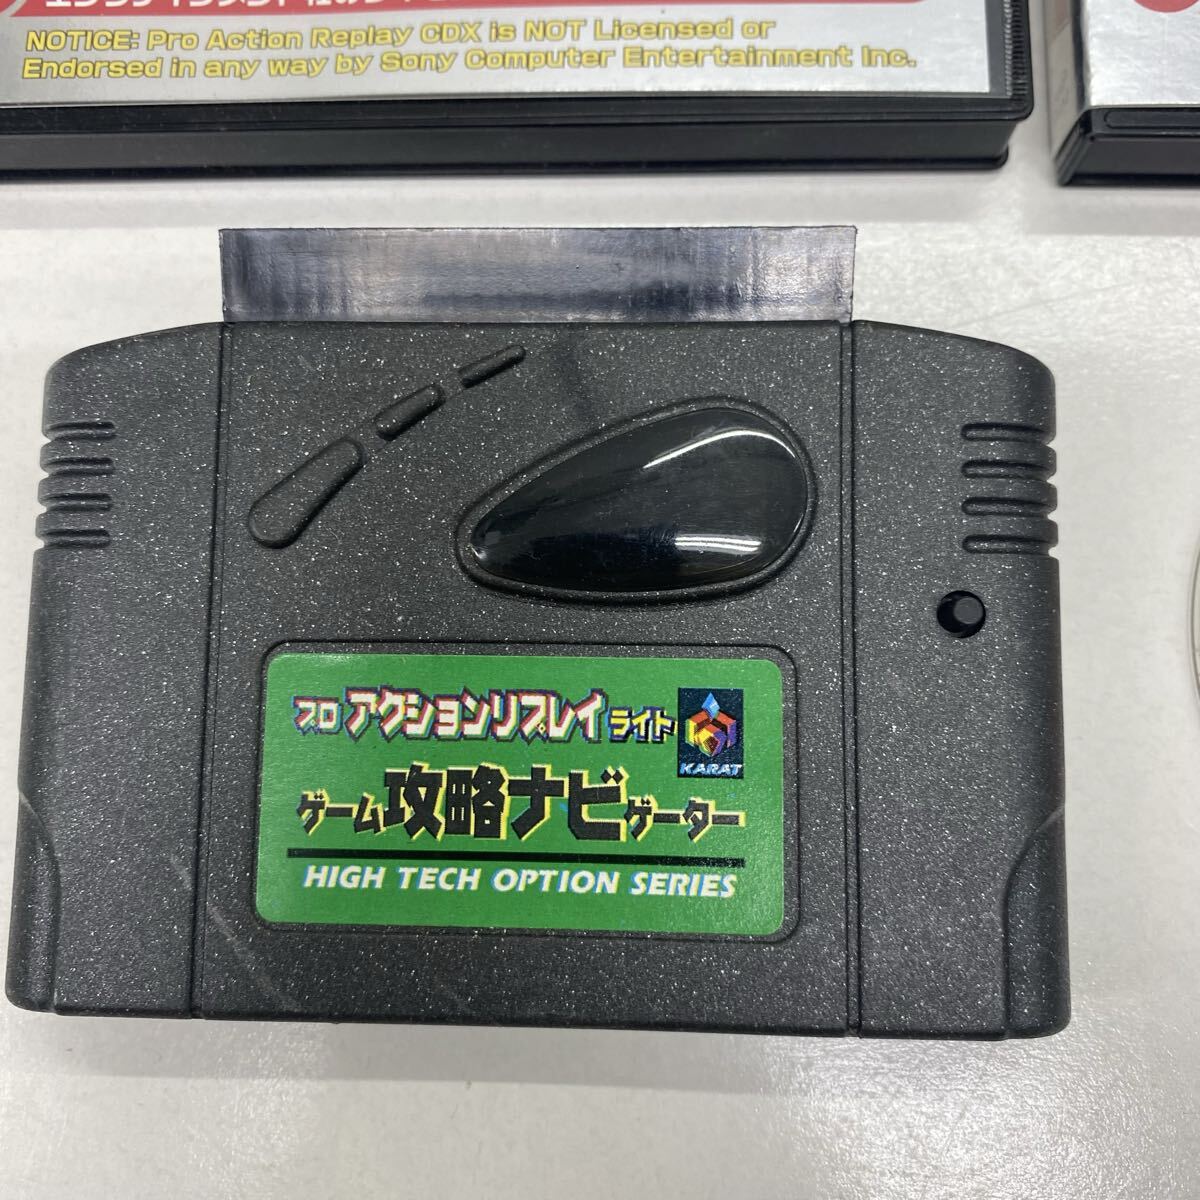 NOTICE: Pro Action Replay CDX is NOT Licensed or
Endorsed in any way by Sony Computer Entertainment Inc.
プロ アクションリプレイ ライト
KARAT
ゲーム攻略ナビゲーター
HIGH TECH OPTION SERIES